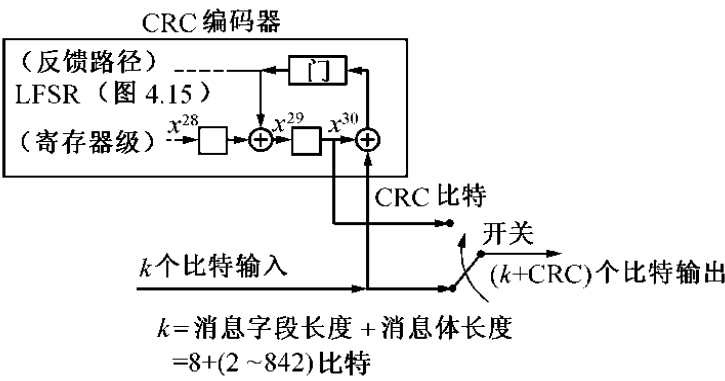 CRC 编码器
（反馈路径）
门
LFSR（图 4.15）
x²⁸ x²⁹ x³⁰
（寄存器级）
CRC 比特
开关
k个比特输入
(k+CRC)个比特输出
k=消息字段长度+消息体长度
=8+(2 ~842)比特